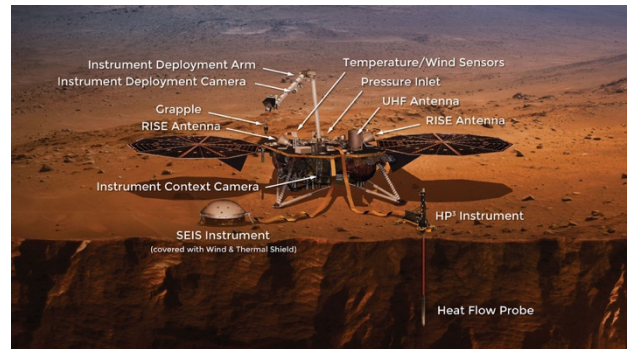 Instrument Deployment Arm
Instrument Deployment Camera
Grapple
RISE Antenna
Temperature/Wind Sensors
Pressure Inlet
UHF Antenna
RISE Antenna
Instrument Context Camera
SEIS Instrument
(covered with Wind & Thermal Shield)
HP³ Instrument
Heat Flow Probe